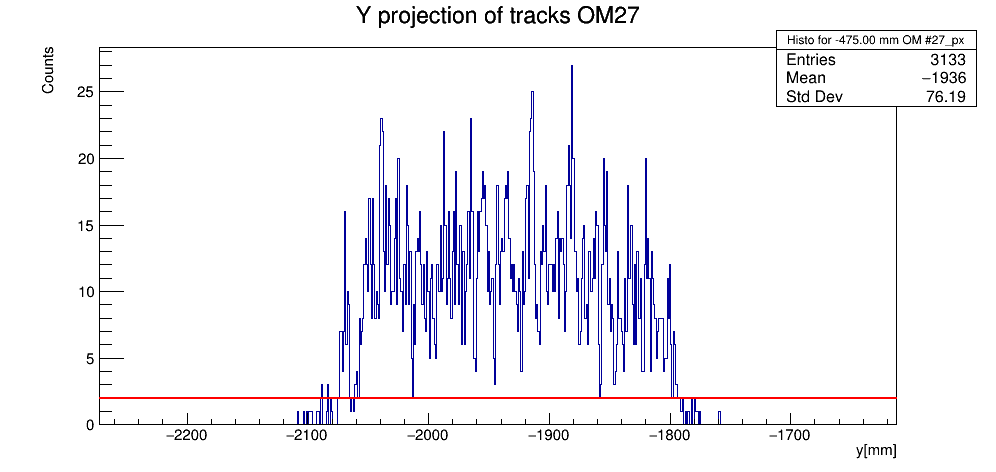 Y projection of tracks OM27
Histo for -475.00 mm OM #27_px
Entries 3133
Mean −1936
Std Dev 76.19
Counts
25
20
15
10
5
0
−2200 −2100 −2000 −1900 −1800 −1700
y[mm]